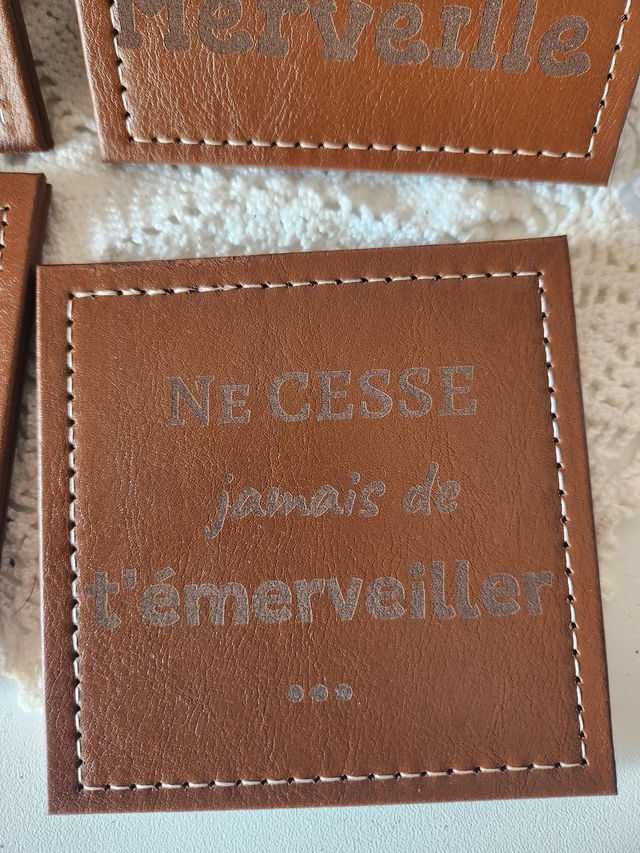 Merveille
Ne CESSE
jamais de
t'émerveiller
...